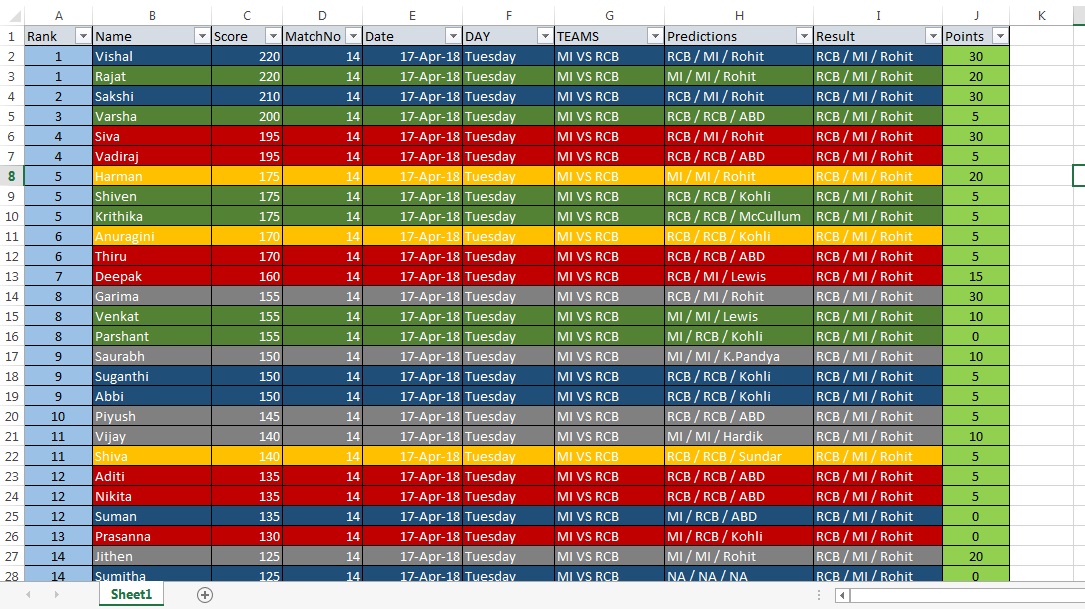 A B C D E F G H I J K
1 Rank Name Score MatchNo Date DAY TEAMS Predictions Result Points
2 1 Vishal 220 14 17-Apr-18 Tuesday MI VS RCB RCB / MI / Rohit RCB / MI / Rohit 30
3 1 Rajat 220 14 17-Apr-18 Tuesday MI VS RCB MI / MI / Rohit RCB / MI / Rohit 20
4 2 Sakshi 210 14 17-Apr-18 Tuesday MI VS RCB RCB / MI / Rohit RCB / MI / Rohit 30
5 3 Varsha 200 14 17-Apr-18 Tuesday MI VS RCB RCB / RCB / ABD RCB / MI / Rohit 5
6 4 Siva 195 14 17-Apr-18 Tuesday MI VS RCB RCB / MI / Rohit RCB / MI / Rohit 30
7 4 Vadiraj 195 14 17-Apr-18 Tuesday MI VS RCB RCB / RCB / ABD RCB / MI / Rohit 5
8 5 Harman 175 14 17-Apr-18 Tuesday MI VS RCB MI / MI / Rohit RCB / MI / Rohit 20
9 5 Shiven 175 14 17-Apr-18 Tuesday MI VS RCB RCB / RCB / Kohli RCB / MI / Rohit 5
10 5 Krithika 175 14 17-Apr-18 Tuesday MI VS RCB RCB / RCB / McCullum RCB / MI / Rohit 5
11 6 Anuragini 170 14 17-Apr-18 Tuesday MI VS RCB RCB / RCB / Kohli RCB / MI / Rohit 5
12 6 Thiru 170 14 17-Apr-18 Tuesday MI VS RCB RCB / RCB / ABD RCB / MI / Rohit 5
13 7 Deepak 160 14 17-Apr-18 Tuesday MI VS RCB RCB / MI / Lewis RCB / MI / Rohit 15
14 8 Garima 155 14 17-Apr-18 Tuesday MI VS RCB RCB / MI / Rohit RCB / MI / Rohit 30
15 8 Venkat 155 14 17-Apr-18 Tuesday MI VS RCB MI / MI / Lewis RCB / MI / Rohit 10
16 8 Parshant 155 14 17-Apr-18 Tuesday MI VS RCB MI / RCB / Kohli RCB / MI / Rohit 0
17 9 Saurabh 150 14 17-Apr-18 Tuesday MI VS RCB MI / MI / K.Pandya RCB / MI / Rohit 10
18 9 Suganthi 150 14 17-Apr-18 Tuesday MI VS RCB RCB / RCB / Kohli RCB / MI / Rohit 5
19 9 Abbi 150 14 17-Apr-18 Tuesday MI VS RCB RCB / RCB / Kohli RCB / MI / Rohit 5
20 10 Piyush 145 14 17-Apr-18 Tuesday MI VS RCB RCB / RCB / ABD RCB / MI / Rohit 5
21 11 Vijay 140 14 17-Apr-18 Tuesday MI VS RCB MI / MI / Hardik RCB / MI / Rohit 10
22 11 Shiva 140 14 17-Apr-18 Tuesday MI VS RCB RCB / RCB / Sundar RCB / MI / Rohit 5
23 12 Aditi 135 14 17-Apr-18 Tuesday MI VS RCB RCB / RCB / ABD RCB / MI / Rohit 5
24 12 Nikita 135 14 17-Apr-18 Tuesday MI VS RCB RCB / RCB / ABD RCB / MI / Rohit 5
25 12 Suman 135 14 17-Apr-18 Tuesday MI VS RCB MI / RCB / ABD RCB / MI / Rohit 0
26 13 Prasanna 130 14 17-Apr-18 Tuesday MI VS RCB MI / RCB / Kohli RCB / MI / Rohit 0
27 14 Jithen 125 14 17-Apr-18 Tuesday MI VS RCB MI / MI / Rohit RCB / MI / Rohit 20
28 14 Sumitha 125 14 17-Apr-18 Tuesday MI VS RCB NA / NA / NA RCB / MI / Rohit 0
Sheet1